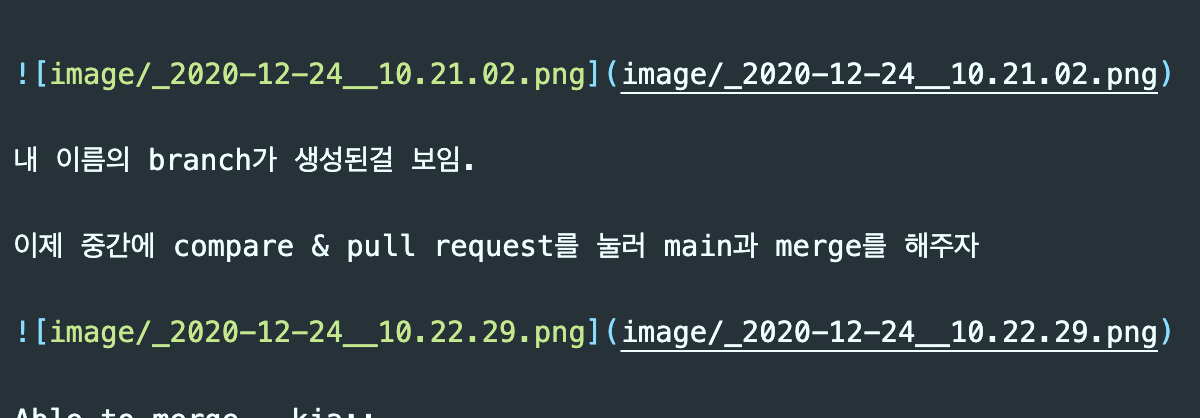 ![image/_2020-12-24__10.21.02.png](image/_2020-12-24__10.21.02.png)
내 이름의 branch가 생성된걸 보임.
이제 중간에 compare & pull request를 눌러 main과 merge를 해주자
![image/_2020-12-24__10.22.29.png](image/_2020-12-24__10.22.29.png)
Able to merge